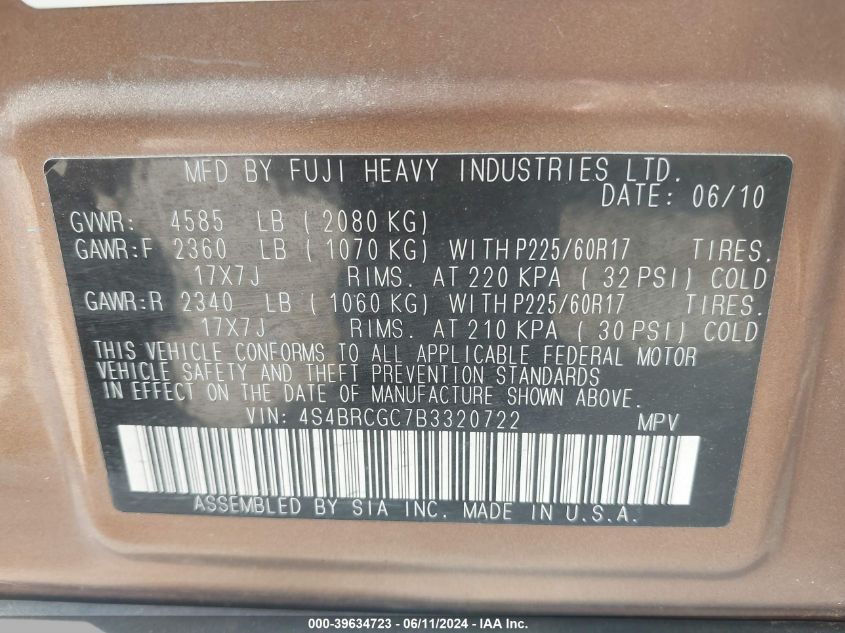 MFD BY FUJI HEAVY INDUSTRIES LTD.
DATE: 06/10
GVWR: 4585 LB ( 2080 KG)
GAWR:F 2360 LB ( 1070 KG) WITH P225/60R17 TIRES.
17X7J RIMS. AT 220 KPA ( 32 PSI) COLD
GAWR:R 2340 LB ( 1060 KG) WITH P225/60R17 TIRES.
17X7J RIMS. AT 210 KPA ( 30 PSI) COLD
THIS VEHICLE CONFORMS TO ALL APPLICABLE FEDERAL MOTOR
VEHICLE SAFETY AND THEFT PREVENTION STANDARDS
IN EFFECT ON THE DATE OF MANUFACTURE SHOWN ABOVE.
VIN: 4S4BRCGC7B3320722 MPV
ASSEMBLED BY SIA INC. MADE IN U.S.A.
000-39634723 - 06/11/2024 - IAA Inc.